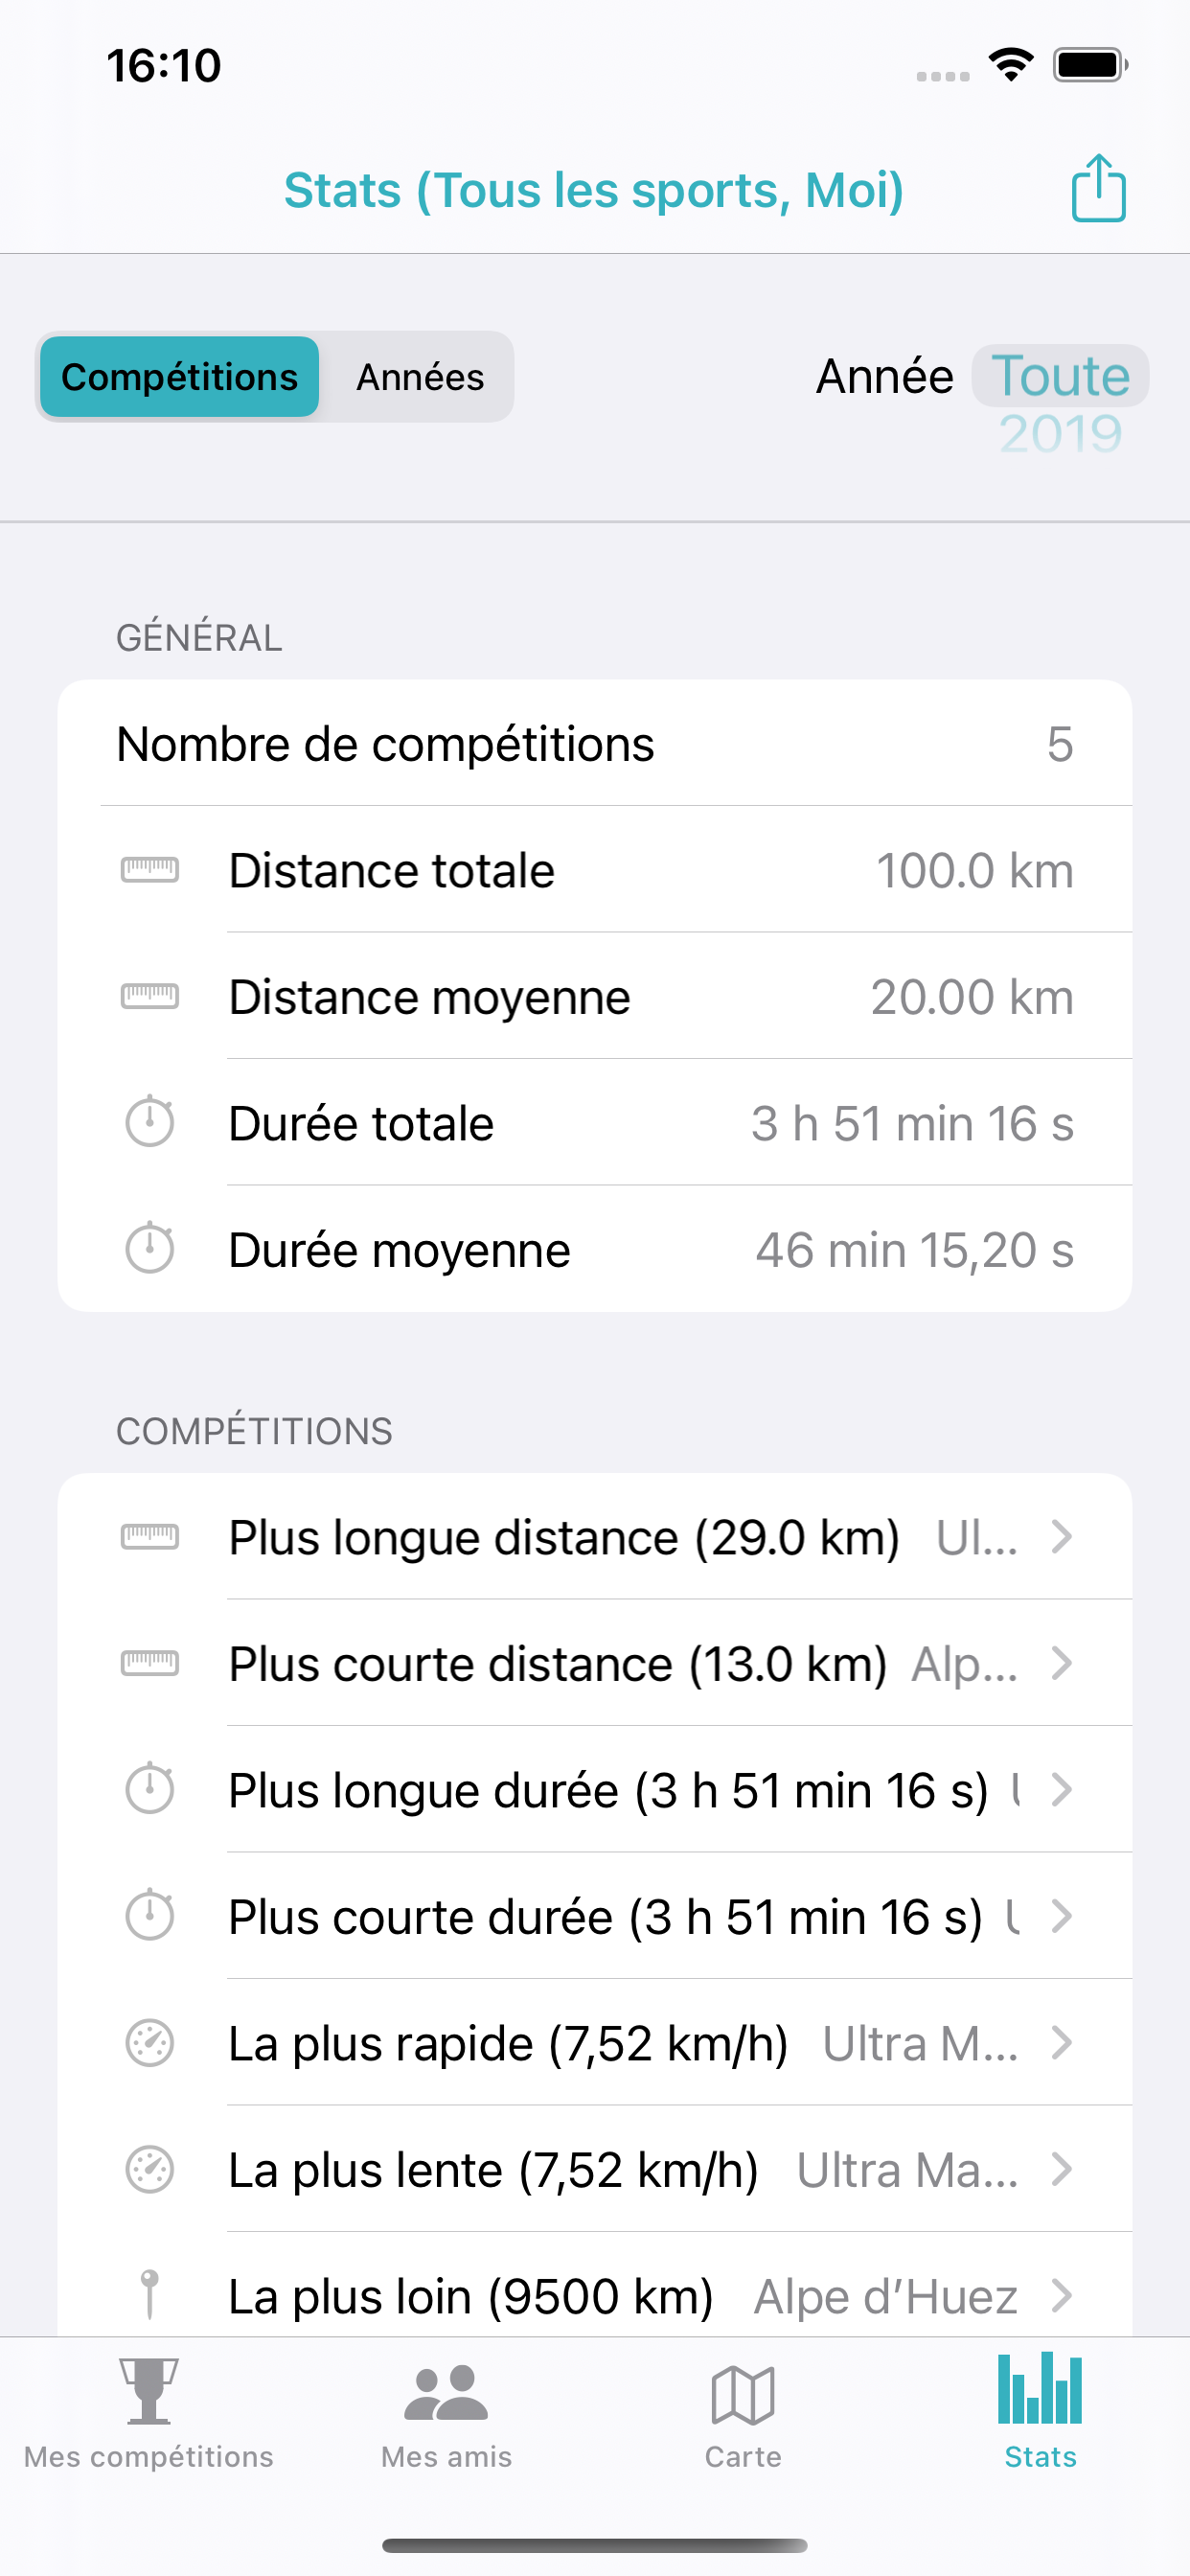 16:10
Stats (Tous les sports, Moi)
Compétitions Années Année Toute
2019
GÉNÉRAL
Nombre de compétitions 5
Distance totale 100.0 km
Distance moyenne 20.00 km
Durée totale 3 h 51 min 16 s
Durée moyenne 46 min 15,20 s
COMPÉTITIONS
Plus longue distance (29.0 km) Ul...
Plus courte distance (13.0 km) Alp...
Plus longue durée (3 h 51 min 16 s)
Plus courte durée (3 h 51 min 16 s)
La plus rapide (7,52 km/h) Ultra M...
La plus lente (7,52 km/h) Ultra Ma...
La plus loin (9500 km) Alpe d’Huez
Mes compétitions Mes amis Carte Stats